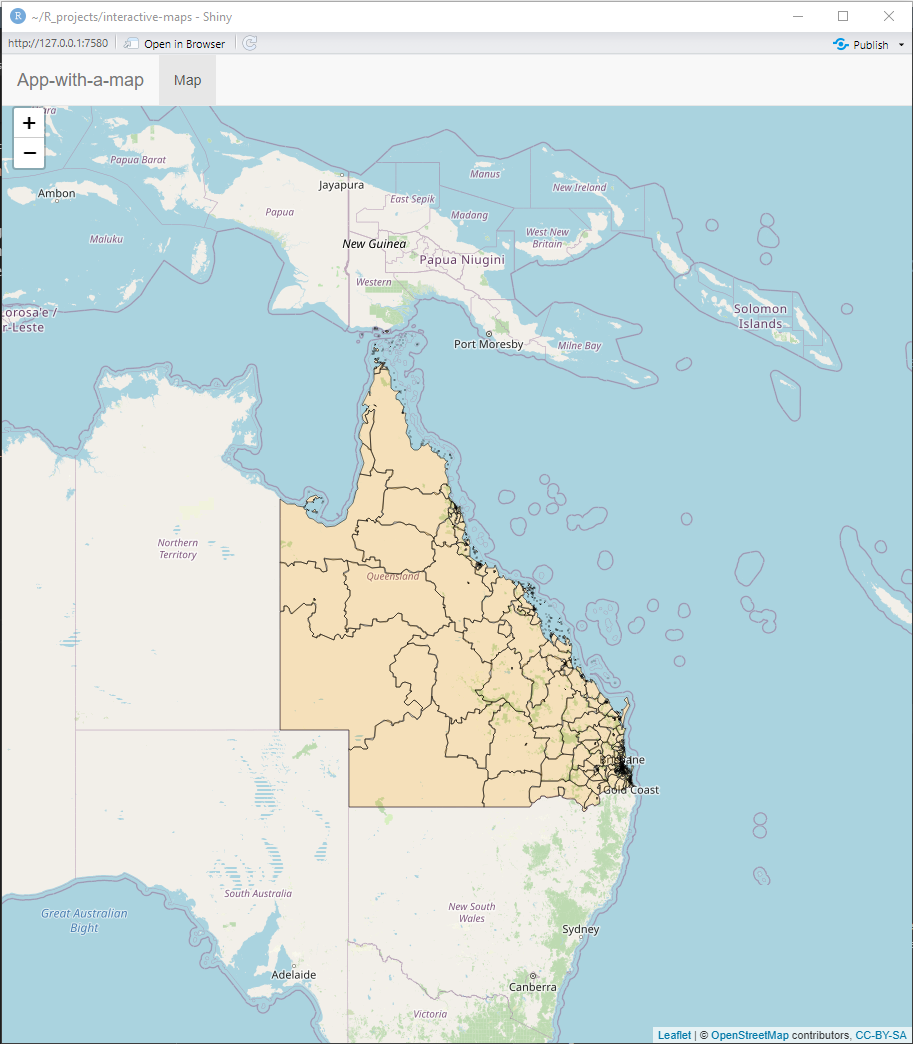 ~/R_projects/interactive-maps - Shiny
http://127.0.0.1:7580
Open in Browser
Publish
App-with-a-map
Map
+
−
Papua Barat
Manus
Jayapura
New Ireland
Ambon
East Sepik
Papua
Madang
Maluku
New Guinea
West New
Britain
Papua Niugini
Western
Lorosa'e /
r-Leste
Solomon
Islands
Port Moresby
Milne Bay
Northern
Territory
Queensland
Brisbane
Gold Coast
South Australia
New South
Wales
Great Australian
Bight
Sydney
Adelaide
Canberra
Victoria
Leaflet | © OpenStreetMap contributors, CC-BY-SA